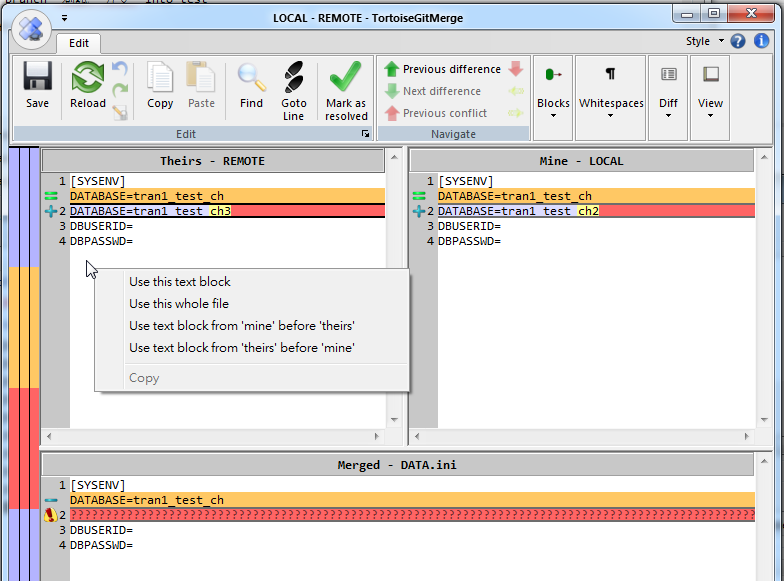 LOCAL - REMOTE - TortoiseGitMerge
Edit
Style
Save
Reload
Copy
Paste
Find
Goto
Line
Mark as
resolved
Previous difference
Next difference
Previous conflict
Blocks
Whitespaces
Diff
View
Edit
Navigate
Theirs - REMOTE
1 [SYSENV]
DATABASE=tran1_test_ch
2 DATABASE=tran1_test_ch3
3 DBUSERID=
4 DBPASSWD=
Mine - LOCAL
1 [SYSENV]
DATABASE=tran1_test_ch
2 DATABASE=tran1_test_ch2
3 DBUSERID=
4 DBPASSWD=
Use this text block
Use this whole file
Use text block from 'mine' before 'theirs'
Use text block from 'theirs' before 'mine'
Copy
Merged - DATA.ini
1 [SYSENV]
DATABASE=tran1_test_ch
2
3 DBUSERID=
4 DBPASSWD=